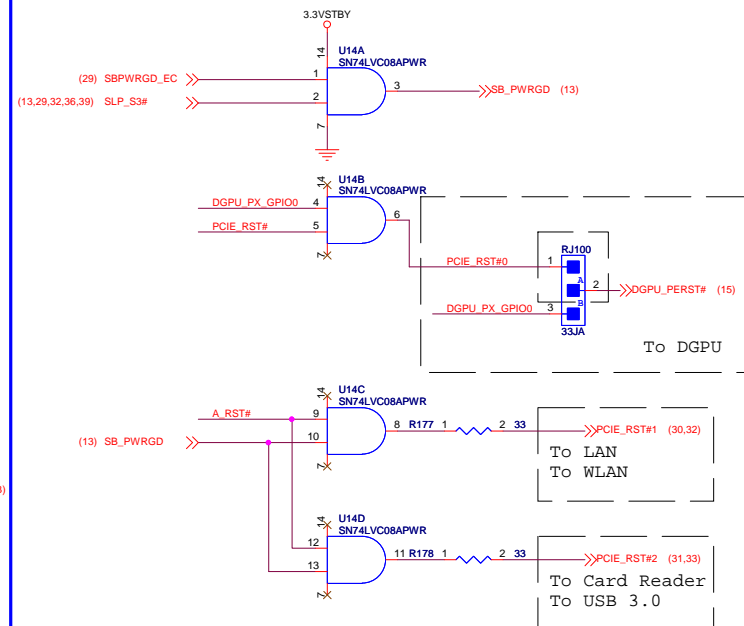 3.3VSTBY
14
U14A
SN74LVC08APWR
(29) SBPWRGD_EC
1
3
SB_PWRGD (13)
(13,29,32,36,39) SLP_S3#
2
7
14
U14B
SN74LVC08APWR
DGPU_PX_GPIO0
4
6
PCIE_RST#
5
7
RJ100
PCIE_RST#0
1
A
2
DGPU_PERST# (15)
B
DGPU_PX_GPIO0
3
33JA
To DGPU
14
U14C
SN74LVC08APWR
A_RST#
9
8 R177 1 2 33
PCIE_RST#1 (30,32)
(13) SB_PWRGD
10
7
To LAN
To WLAN
14
U14D
SN74LVC08APWR
12
11 R178 1 2 33
PCIE_RST#2 (31,33)
13
7
To Card Reader
To USB 3.0